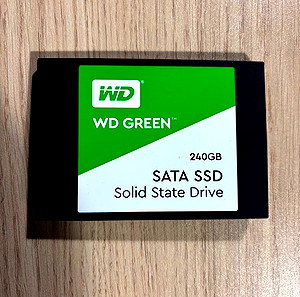 WD
WD GREEN™
240GB
SATA SSD
Solid State Drive